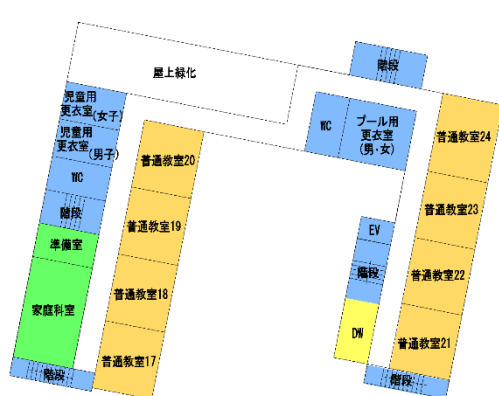 屋上緑化
階段
児童用
更衣室(女子)
児童用
更衣室(男子)
WC
階段
準備室
家庭科室
階段
普通教室20
普通教室19
普通教室18
普通教室17
WC
プール用
更衣室
(男・女)
普通教室24
普通教室23
普通教室22
普通教室21
EV
階段
DW
階段